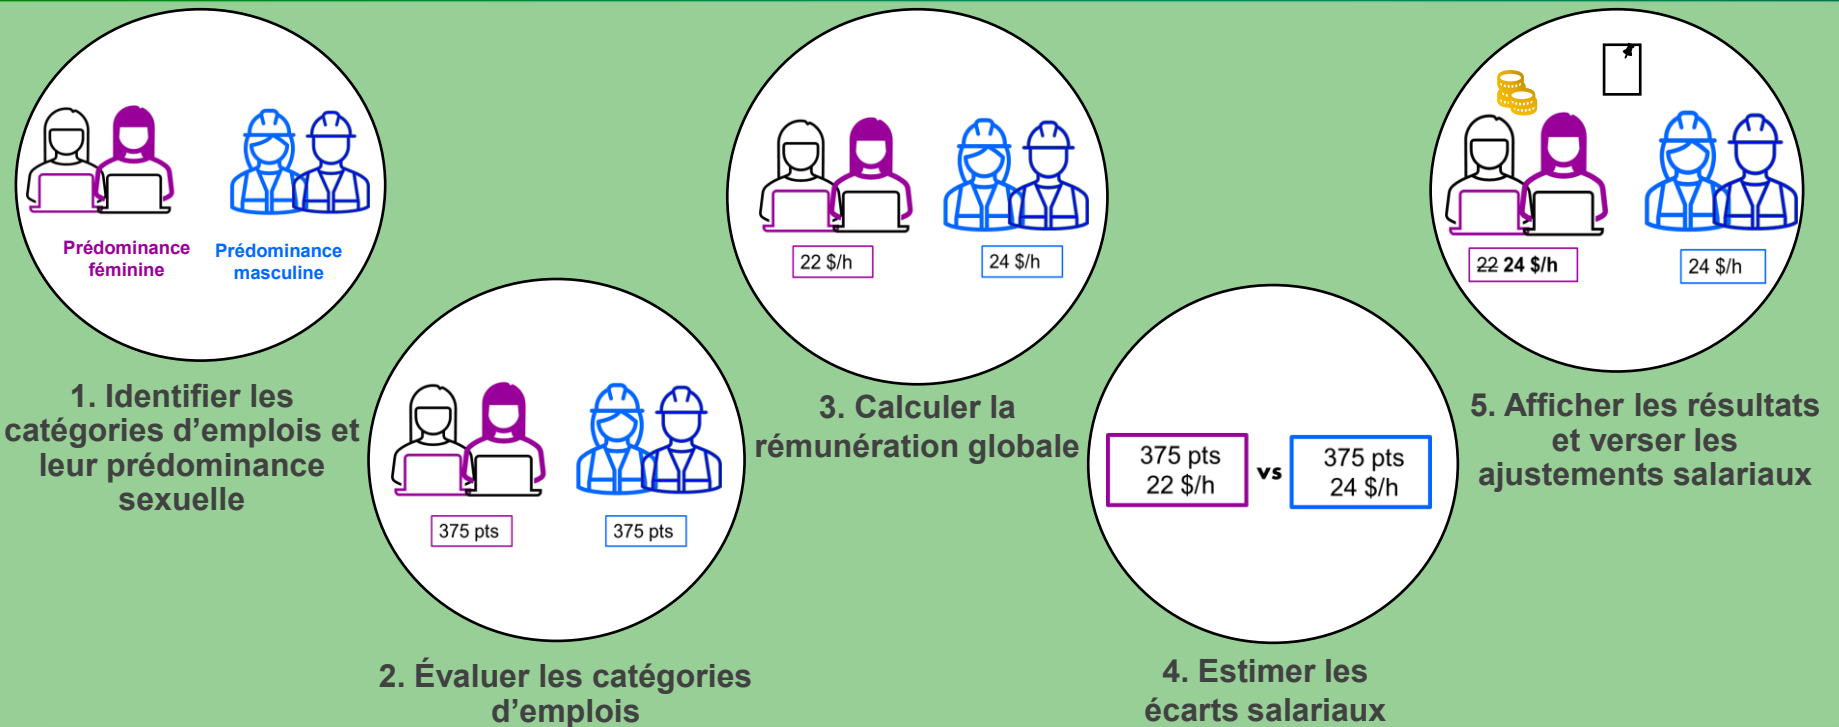 Prédominance
féminine
Prédominance
masculine
1. Identifier les
catégories d'emplois et
leur prédominance
sexuelle
375 pts
375 pts
2. Évaluer les catégories
d'emplois
22 $/h
24 $/h
3. Calculer la
rémunération globale
375 pts
22 $/h
vs
375 pts
24 $/h
4. Estimer les
écarts salariaux
22 24 $/h
24 $/h
5. Afficher les résultats
et verser les
ajustements salariaux